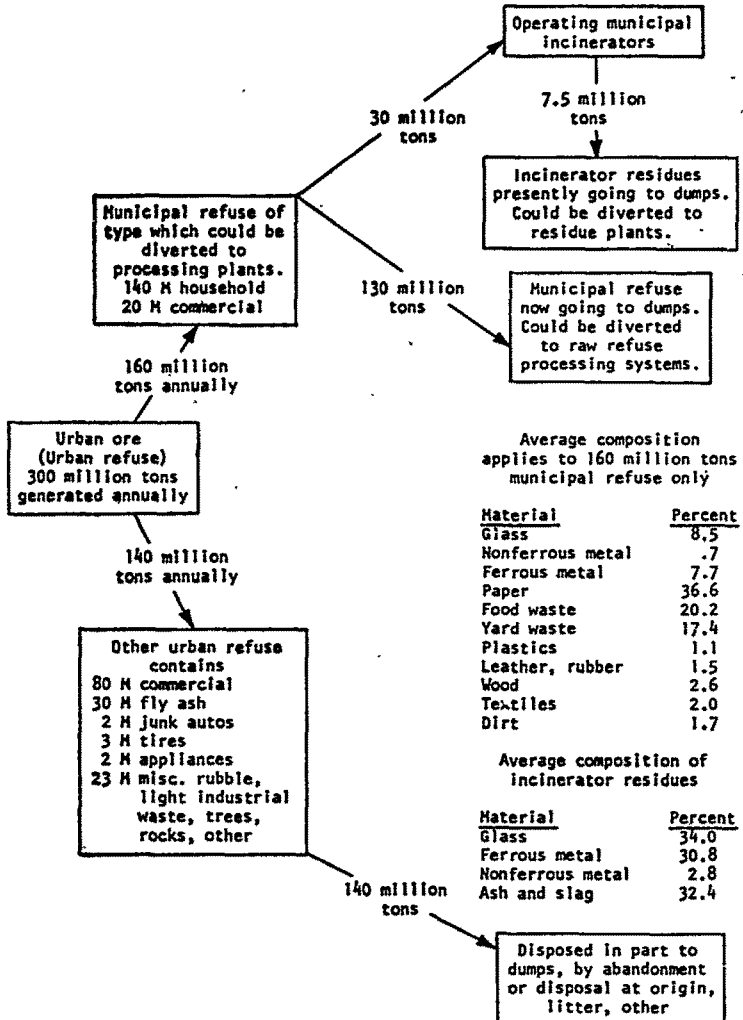 Operating municipal
incinerators
7.5 million
tons
30 million
tons
Incinerator residues
presently going to dumps.
Could be diverted to
residue plants.
Municipal refuse of
type which could be
diverted to
processing plants.
140 M household
20 M commercial
130 million
tons
Municipal refuse
now going to dumps.
Could be diverted
to raw refuse
processing systems.
160 million
tons annually
Urban ore
(Urban refuse)
300 million tons
generated annually
140 million
tons annually
Other urban refuse
contains
80 M commercial
30 M fly ash
2 M junk autos
3 M tires
2 M appliances
23 M misc. rubble,
light industrial
waste, trees,
rocks, other
140 million
tons
Disposed in part to
dumps, by abandonment
or disposal at origin,
litter, other
Average composition
applies to 160 million tons
municipal refuse only
Material Percent
Glass 8.5
Nonferrous metal .7
Ferrous metal 7.7
Paper 36.6
Food waste 20.2
Yard waste 17.4
Plastics 1.1
Leather, rubber 1.5
Wood 2.6
Textiles 2.0
Dirt 1.7
Average composition of
incinerator residues
Material Percent
Glass 34.0
Ferrous metal 30.8
Nonferrous metal 2.8
Ash and slag 32.4